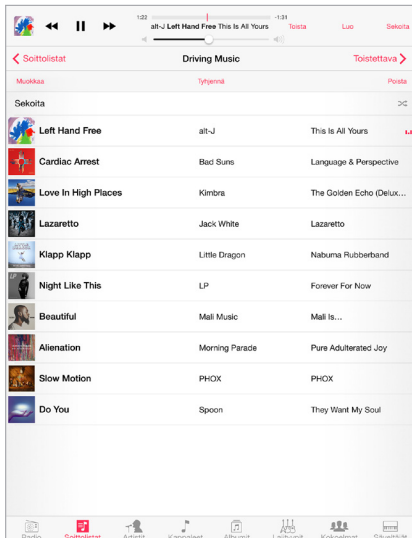 1:22 -1:31
alt-J Left Hand Free This Is All Yours Toista Luo Sekoita
Soittolistat Driving Music Toistettava
Muokkaa Tyhjennä Poista
Sekoita
Left Hand Free alt-J This Is All Yours
Cardiac Arrest Bad Suns Language & Perspective
Love In High Places Kimbra The Golden Echo (Delux...
Lazaretto Jack White Lazaretto
Klapp Klapp Little Dragon Nabuma Rubberband
LP
Night Like This LP Forever For Now
Beautiful Mali Music Mali Is...
Alienation Morning Parade Pure Adulterated Joy
Slow Motion PHOX PHOX
Do You Spoon They Want My Soul
Radio Soittolistat Artistit Kappaleet Albumit Lajityypit Kokoelmat Säveltäjät